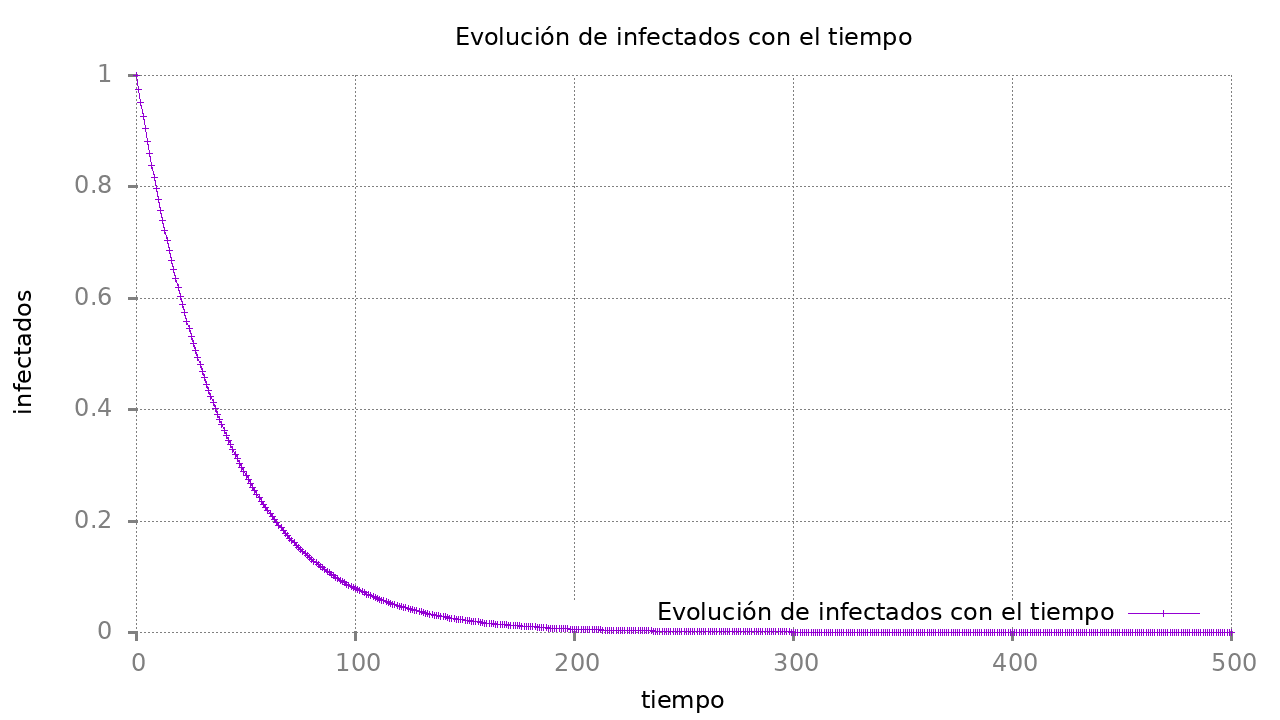 Evolución de infectados con el tiempo
1
0.8
0.6
0.4
0.2
0
infectados
Evolución de infectados con el tiempo
0 100 200 300 400 500
tiempo